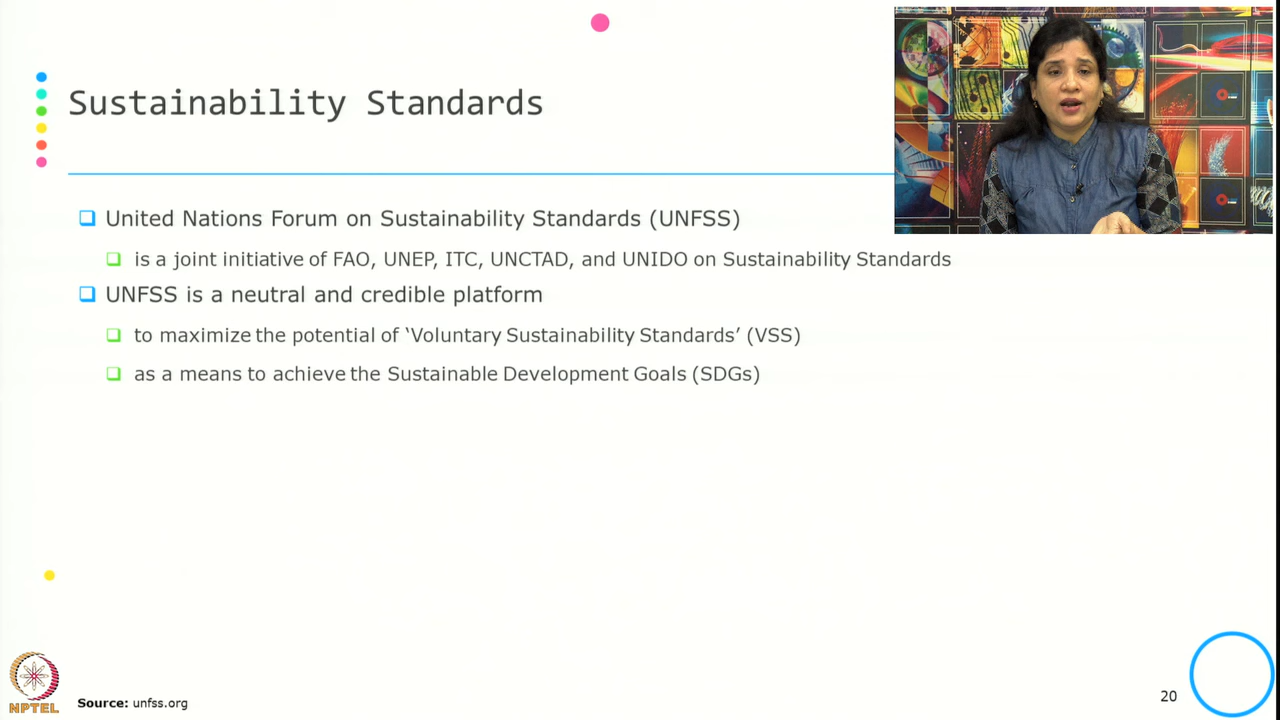 Sustainability Standards
United Nations Forum on Sustainability Standards (UNFSS)
is a joint initiative of FAO, UNEP, ITC, UNCTAD, and UNIDO on Sustainability Standards
UNFSS is a neutral and credible platform
to maximize the potential of ‘Voluntary Sustainability Standards’ (VSS)
as a means to achieve the Sustainable Development Goals (SDGs)
NPTEL
Source: unfss.org
20